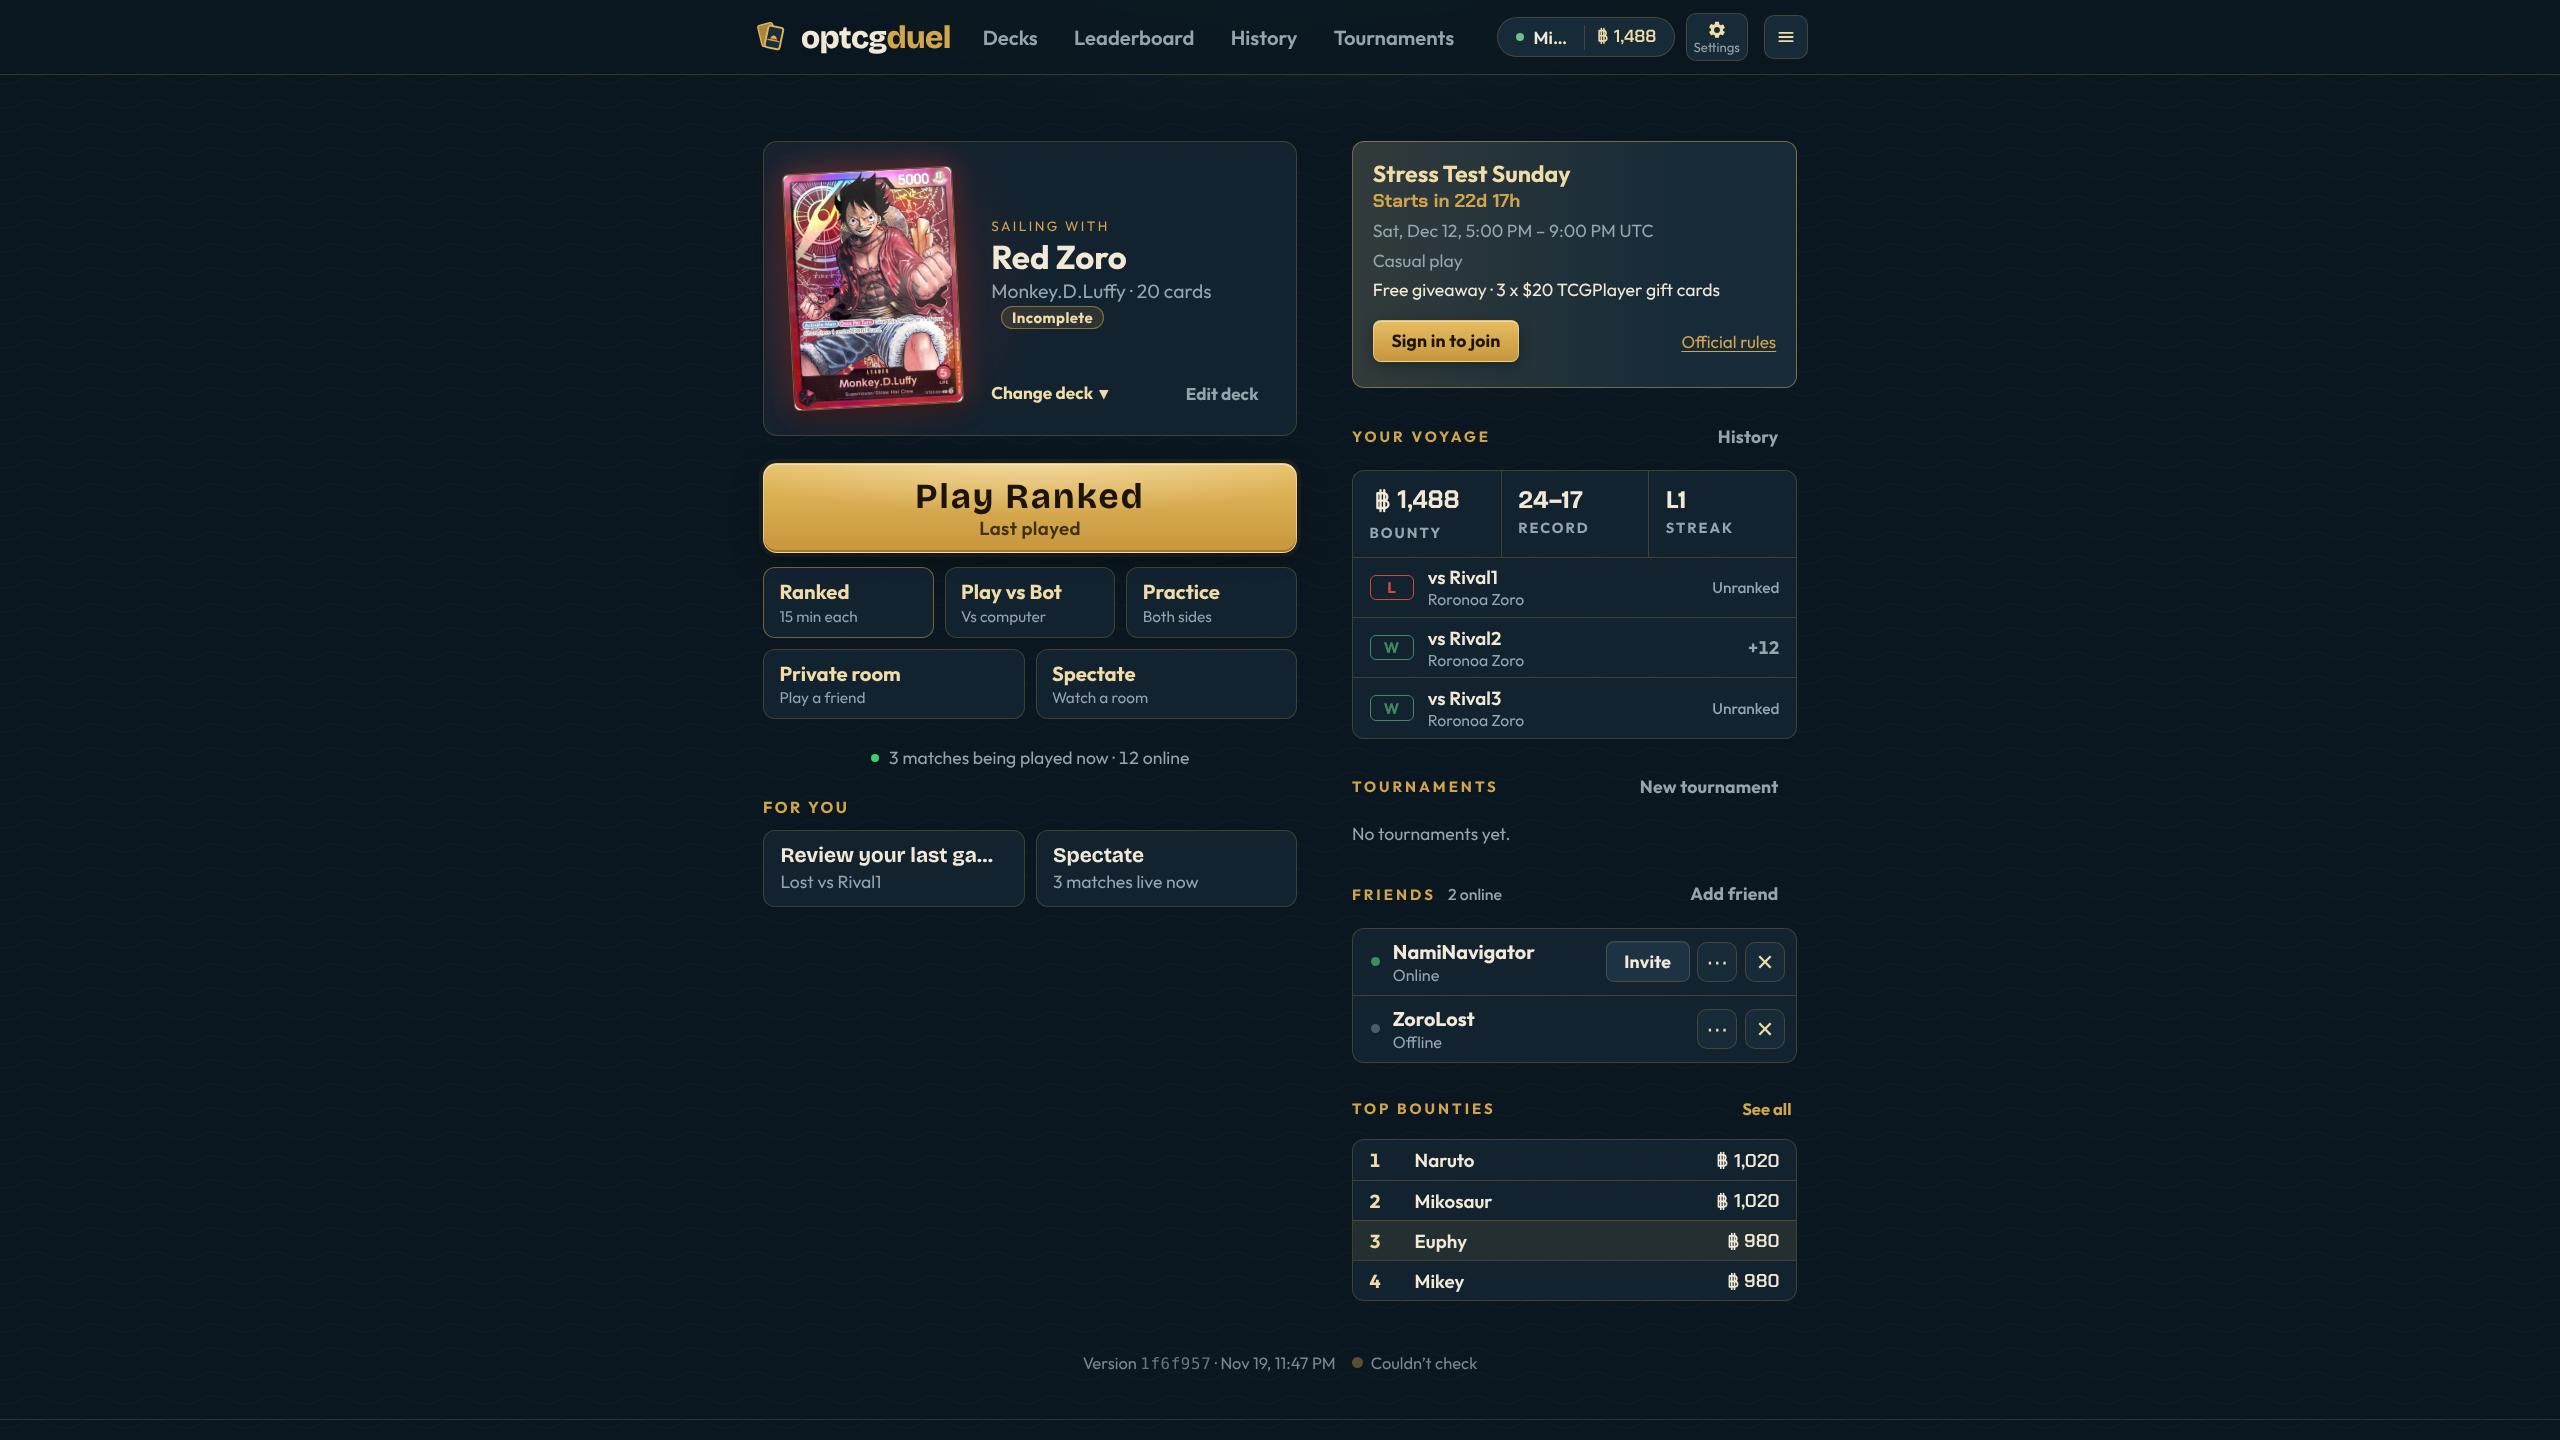 optcgduel
Decks
Leaderboard
History
Tournaments
Mi...
฿ 1,488
Settings
5000
LEADER
Monkey.D.Luffy
5
LIFE
SAILING WITH
Red Zoro
Monkey.D.Luffy · 20 cards
Incomplete
Change deck ▼
Edit deck
Play Ranked
Last played
Ranked
15 min each
Play vs Bot
Vs computer
Practice
Both sides
Private room
Play a friend
Spectate
Watch a room
3 matches being played now · 12 online
FOR YOU
Review your last ga...
Lost vs Rival1
Spectate
3 matches live now
Stress Test Sunday
Starts in 22d 17h
Sat, Dec 12, 5:00 PM – 9:00 PM UTC
Casual play
Free giveaway · 3 x $20 TCGPlayer gift cards
Sign in to join
Official rules
YOUR VOYAGE
History
฿ 1,488
BOUNTY
24–17
RECORD
L1
STREAK
L
vs Rival1
Roronoa Zoro
Unranked
W
vs Rival2
Roronoa Zoro
+12
W
vs Rival3
Roronoa Zoro
Unranked
TOURNAMENTS
New tournament
No tournaments yet.
FRIENDS 2 online
Add friend
NamiNavigator
Online
Invite
ZoroLost
Offline
TOP BOUNTIES
See all
1 Naruto ฿ 1,020
2 Mikosaur ฿ 1,020
3 Euphy ฿ 980
4 Mikey ฿ 980
Version 1f6f957 · Nov 19, 11:47 PM
Couldn't check